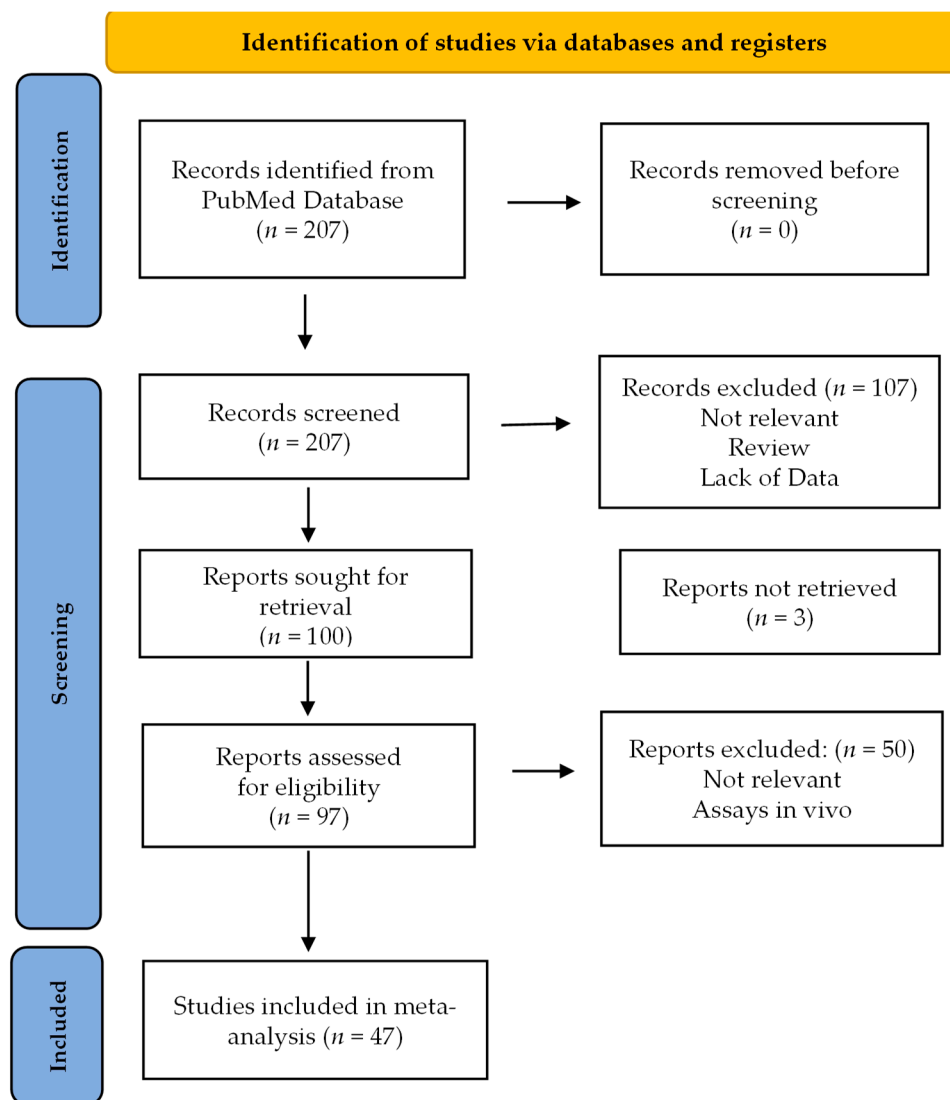 Identification of studies via databases and registers
Identification
Records identified from
PubMed Database
(n = 207)
Records removed before
screening
(n = 0)
Screening
Records screened
(n = 207)
Records excluded (n = 107)
Not relevant
Review
Lack of Data
Reports sought for
retrieval
(n = 100)
Reports not retrieved
(n = 3)
Reports assessed
for eligibility
(n = 97)
Reports excluded: (n = 50)
Not relevant
Assays in vivo
Included
Studies included in meta-
analysis (n = 47)